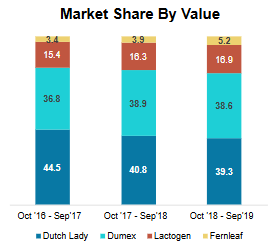 Market Share By Value
3.4 3.9 5.2
15.4 16.3 16.9
36.8 38.9 38.6
44.5 40.8 39.3
Oct '16 - Sep'17 Oct '17 - Sep'18 Oct '18 - Sep'19
Dutch Lady Dumex Lactogen Fernleaf